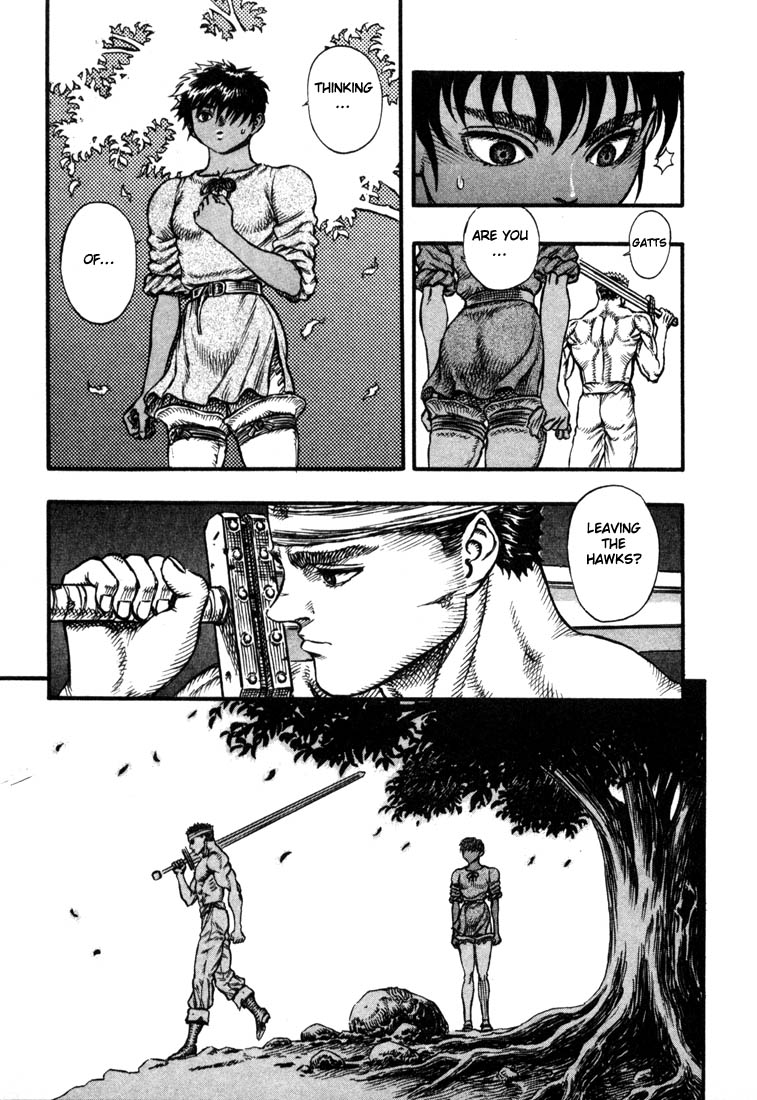 GATTS
ARE YOU
...
THINKING
...
OF...
LEAVING
THE
HAWKS?